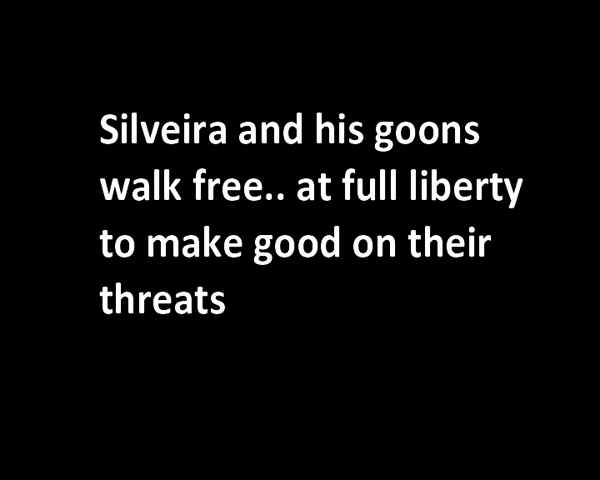 Silveira and his goons
walk free.. at full liberty
to make good on their
threats